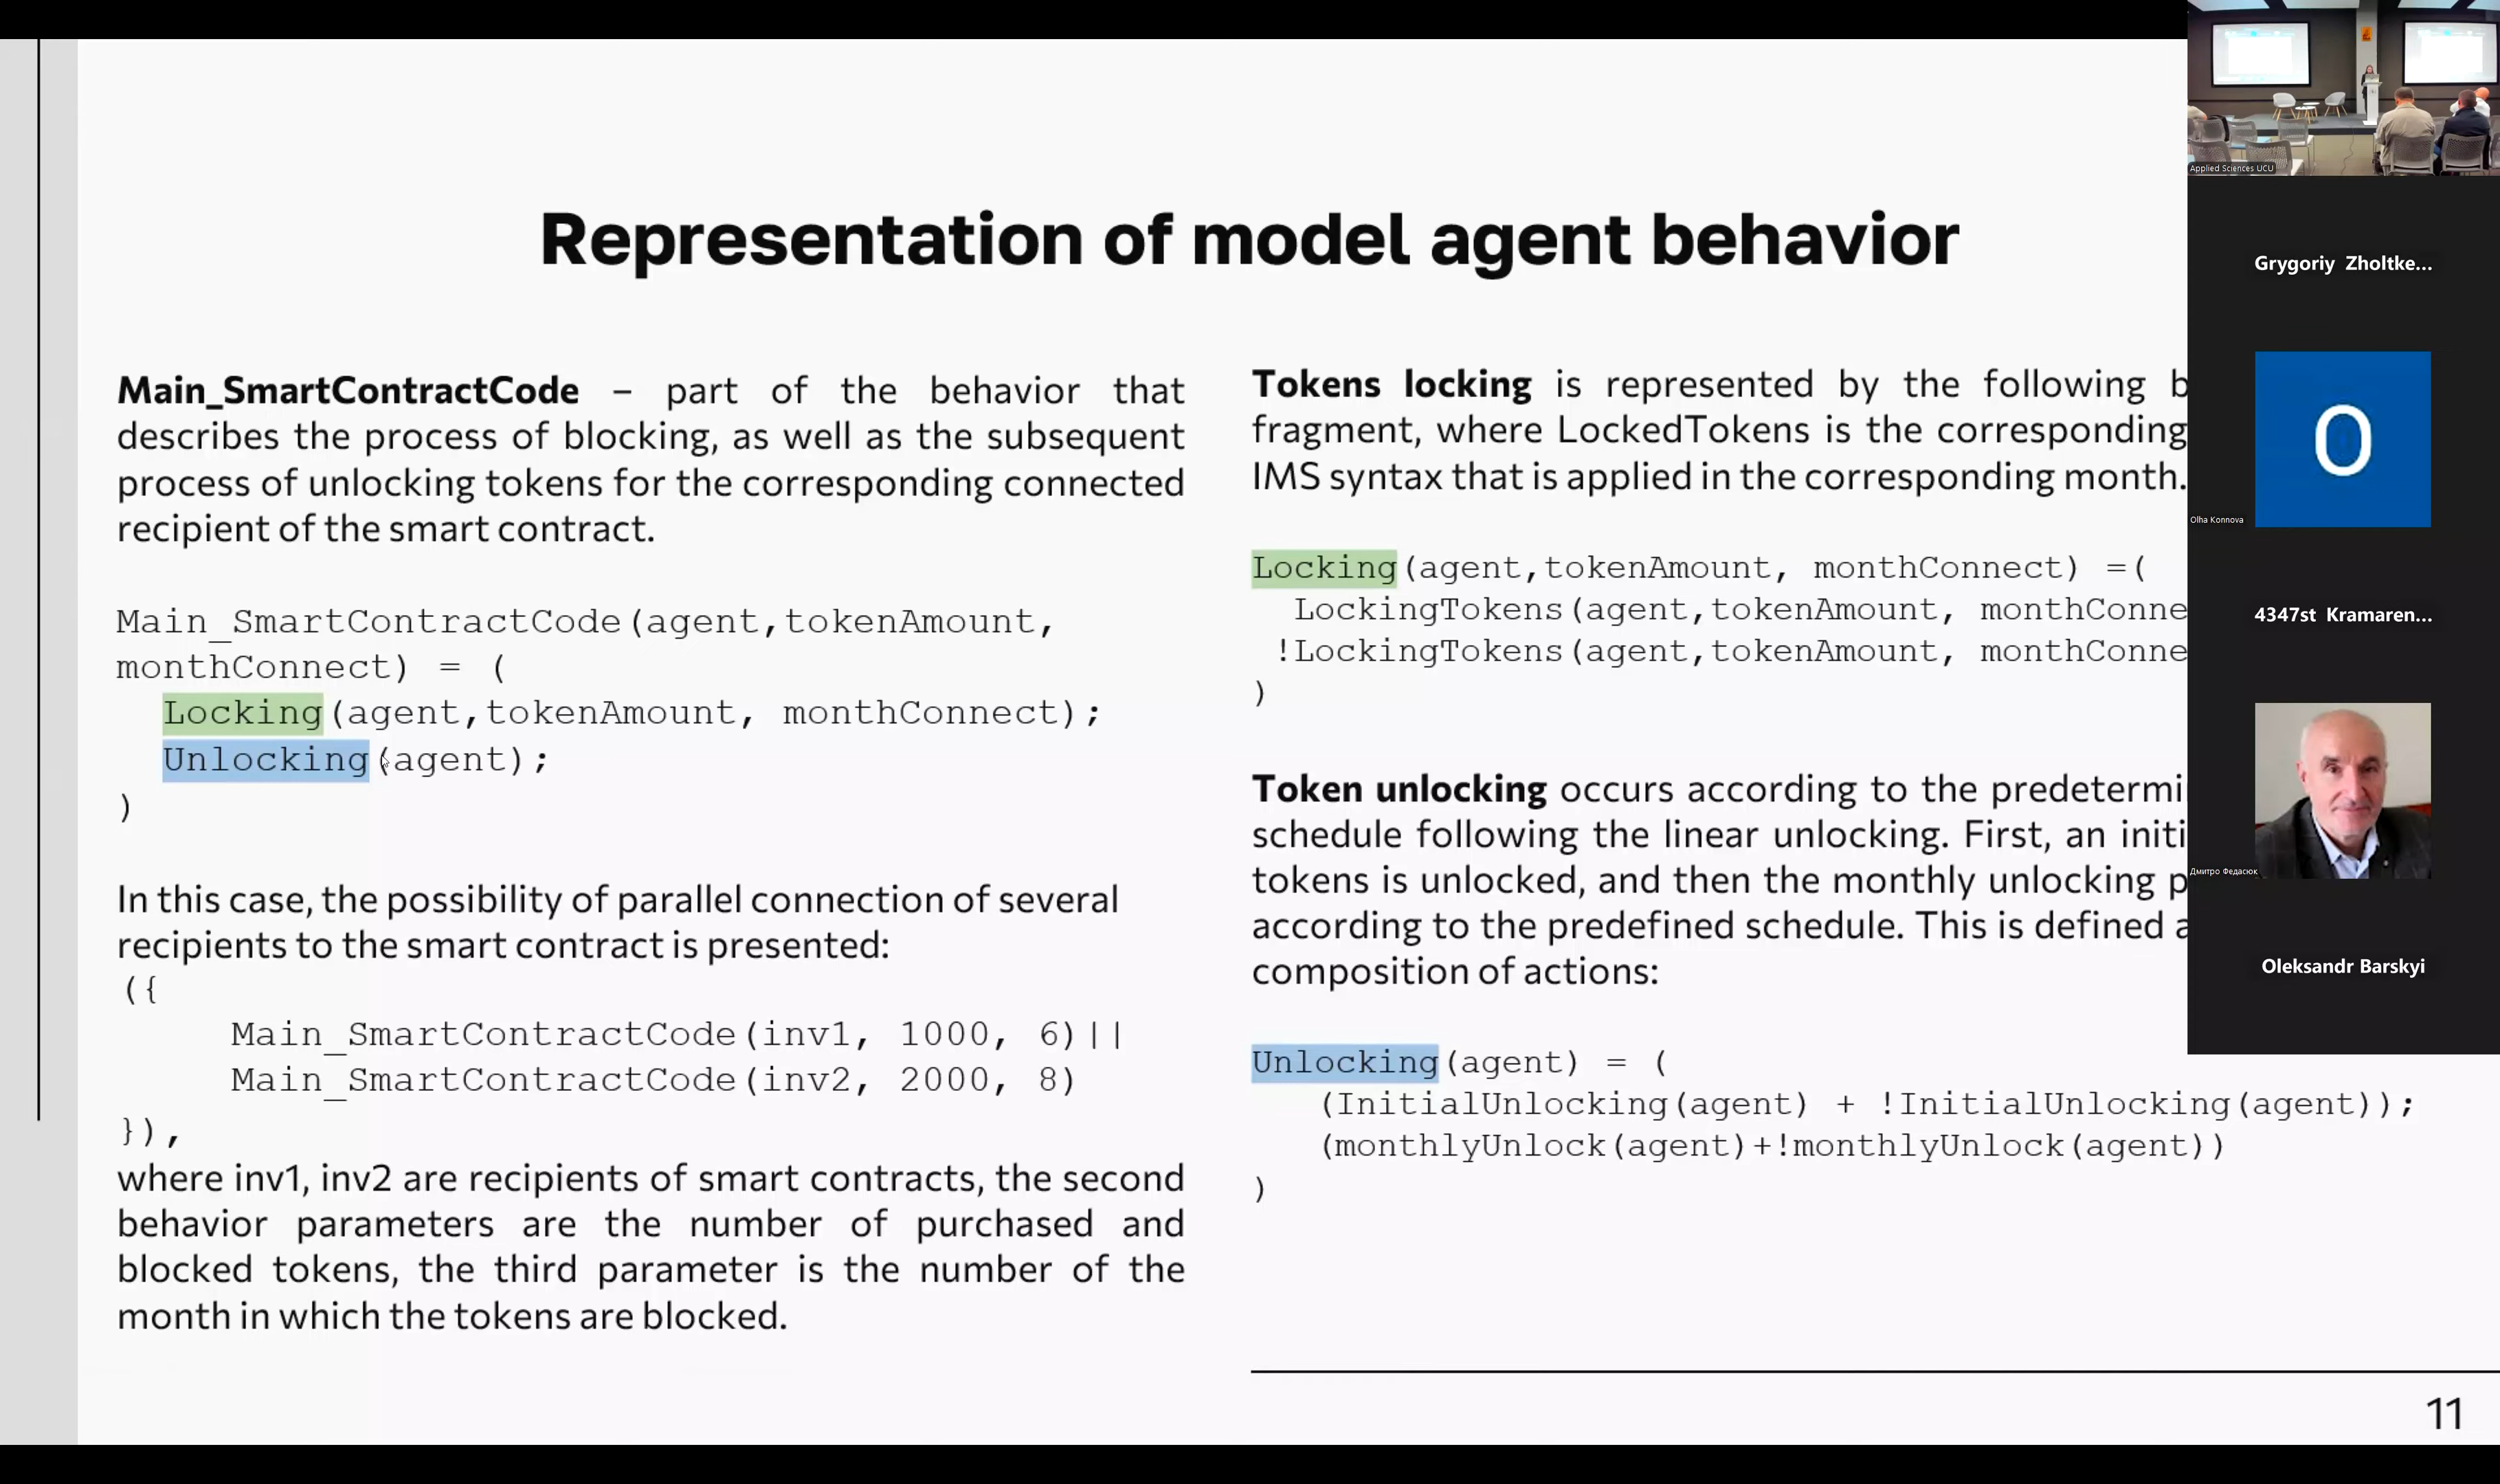 Representation of model agent behavior
Main_SmartContractCode – part of the behavior that
describes the process of blocking, as well as the subsequent
process of unlocking tokens for the corresponding connected
recipient of the smart contract.
Main_SmartContractCode(agent,tokenAmount,
monthConnect) = (
Locking(agent,tokenAmount, monthConnect);
Unlocking(agent);
)
In this case, the possibility of parallel connection of several
recipients to the smart contract is presented:
({
Main_SmartContractCode(inv1, 1000, 6)||
Main_SmartContractCode(inv2, 2000, 8)
}),
where inv1, inv2 are recipients of smart contracts, the second
behavior parameters are the number of purchased and
blocked tokens, the third parameter is the number of the
month in which the tokens are blocked.
Tokens locking is represented by the following b
fragment, where LockedTokens is the corresponding
IMS syntax that is applied in the corresponding month.
Locking(agent,tokenAmount, monthConnect) =(
LockingTokens(agent,tokenAmount, monthConne
!LockingTokens(agent,tokenAmount, monthConne
)
Token unlocking occurs according to the predetermi
schedule following the linear unlocking. First, an initi
tokens is unlocked, and then the monthly unlocking p
according to the predefined schedule. This is defined a
composition of actions:
Unlocking(agent) = (
(InitialUnlocking(agent) + !InitialUnlocking(agent));
(monthlyUnlock(agent)+!monthlyUnlock(agent))
)
11
Applied Sciences UCU
Grygoriy Zholtke...
O
Olha Konnova
4347st Kramaren...
Дмитро Федасюк
Oleksandr Barskyi